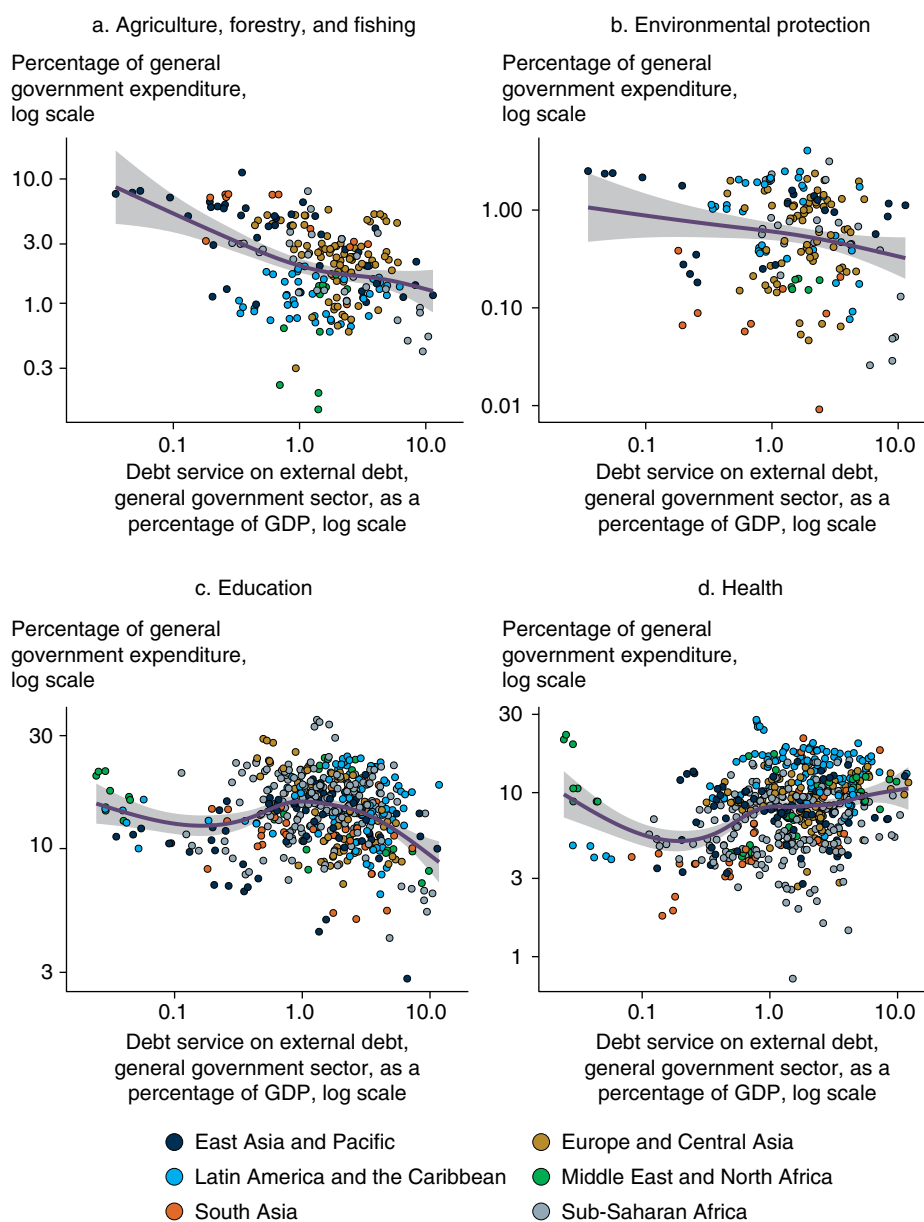 a. Agriculture, forestry, and fishing
Percentage of general
government expenditure,
log scale
10.0
3.0
1.0
0.3
0.1 1.0 10.0
Debt service on external debt,
general government sector, as a
percentage of GDP, log scale
b. Environmental protection
Percentage of general
government expenditure,
log scale
1.00
0.10
0.01
0.1 1.0 10.0
Debt service on external debt,
general government sector, as a
percentage of GDP, log scale
c. Education
Percentage of general
government expenditure,
log scale
30
10
3
0.1 1.0 10.0
Debt service on external debt,
general government sector, as a
percentage of GDP, log scale
d. Health
Percentage of general
government expenditure,
log scale
30
10
3
1
0.1 1.0 10.0
Debt service on external debt,
general government sector, as a
percentage of GDP, log scale
East Asia and Pacific
Europe and Central Asia
Latin America and the Caribbean
Middle East and North Africa
South Asia
Sub-Saharan Africa